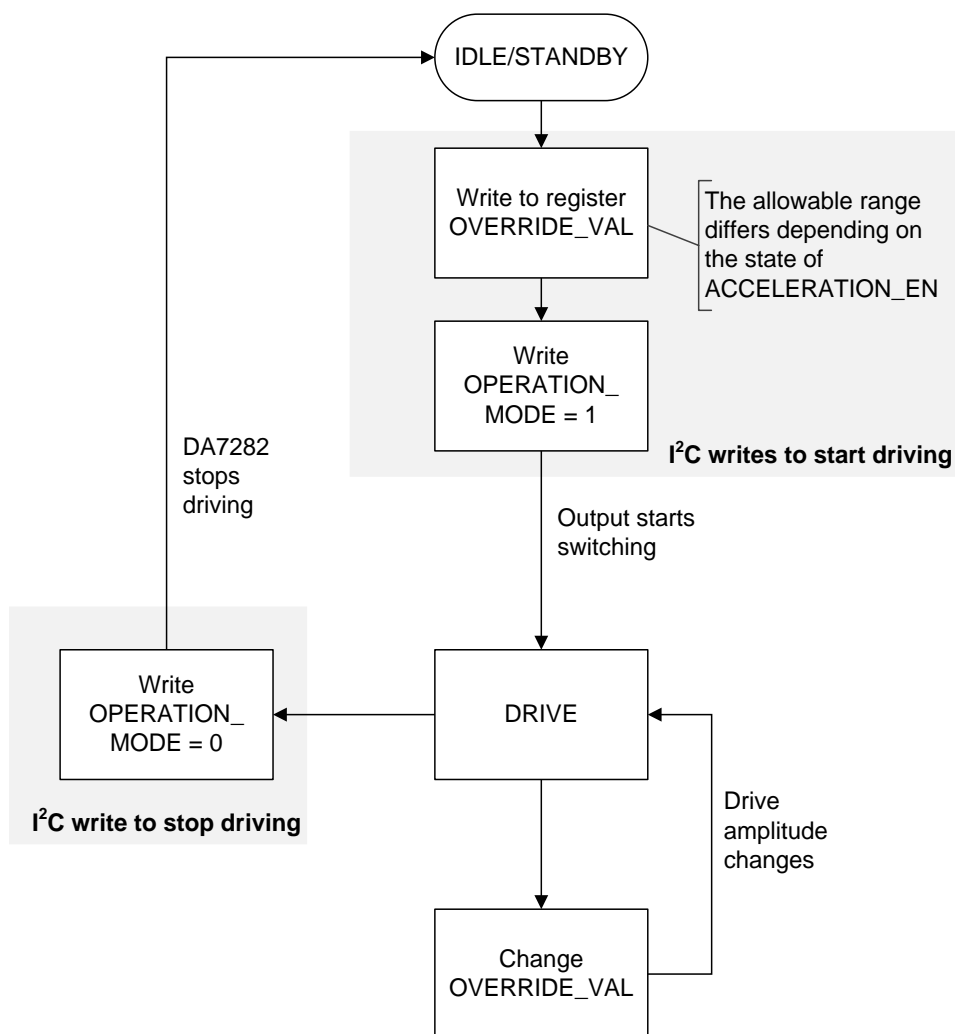 IDLE/STANDBY
Write to register
OVERRIDE_VAL
The allowable range
differs depending on
the state of
ACCELERATION_EN
Write
OPERATION_
MODE = 1
I²C writes to start driving
DA7282
stops
driving
Output starts
switching
Write
OPERATION_
MODE = 0
I²C write to stop driving
DRIVE
Drive
amplitude
changes
Change
OVERRIDE_VAL